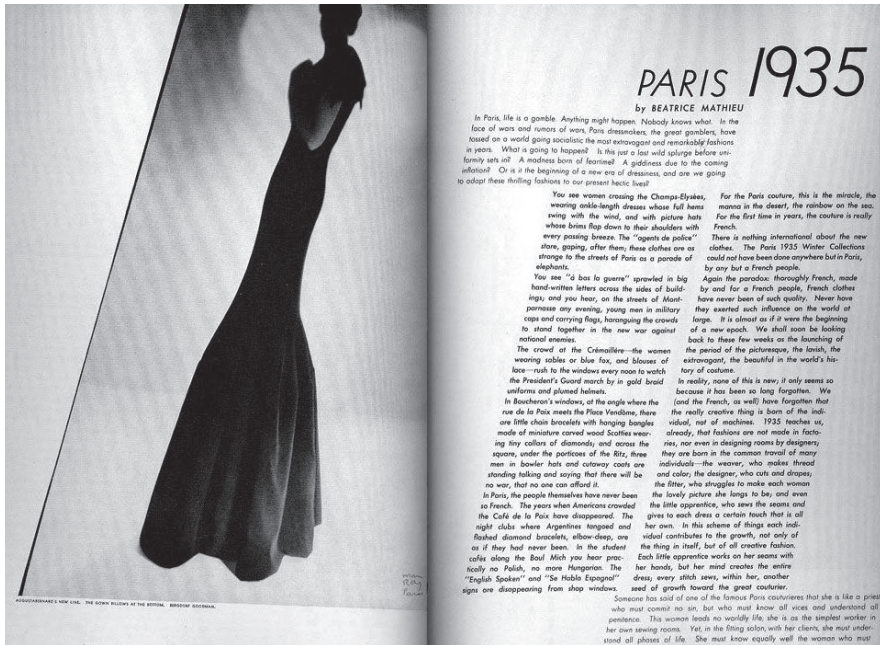 AUGUSTABERNARD'S NEW LINE. THE GOWN BILLOWS AT THE BOTTOM. BERGDORF GOODMAN.
man
Ray
Paris
PARIS 1935
by BEATRICE MATHIEU
In Paris, life is a gamble. Anything might happen. Nobody knows what. In the
face of wars and rumors of wars, Paris dressmakers, the great gamblers, have
tossed on a world going socialistic the most extravagant and remarkable fashions
in years. What is going to happen? Is this just a last wild splurge before uni-
formity sets in? A madness born of feartime? A giddiness due to the coming
inflation? Or is it the beginning of a new era of dressiness, and are we going
to adapt these thrilling fashions to our present hectic lives?
You see women crossing the Champs-Elysées,
wearing ankle-length dresses whose full hems
swing with the wind, and with picture hats
whose brims flap down to their shoulders with
every passing breeze. The "agents de police"
stare, gaping, after them; these clothes are as
strange to the streets of Paris as a parade of
elephants.
You see "à bas la guerre" sprawled in big
hand-written letters across the sides of build-
ings; and you hear, on the streets of Mont-
parnasse any evening, young men in military
caps and carrying flags, haranguing the crowds
to stand together in the new war against
national enemies.
The crowd at the Crémaillère—the women
wearing sables or blue fox, and blouses of
lace—rush to the windows every noon to watch
the President's Guard march by in gold braid
uniforms and plumed helmets.
In Boucheron's windows, at the angle where the
rue de la Paix meets the Place Vendôme, there
are little chain bracelets with hanging bangles
made of miniature carved wood Scotties wear-
ing tiny collars of diamonds; and across the
square, under the porticoes of the Ritz, three
men in bowler hats and cutaway coats are
standing talking and saying that there will be
no war, that no one can afford it.
In Paris, the people themselves have never been
so French. The years when Americans crowded
the Café de la Paix have disappeared. The
night clubs where Argentines tangoed and
flashed diamond bracelets, elbow-deep, are
as if they had never been. In the student
cafés along the Boul Mich you hear prac-
tically no Polish, no more Hungarian. The
"English Spoken" and "Se Habla Espagnol"
signs are disappearing from shop windows.
For the Paris couture, this is the miracle, the
manna in the desert, the rainbow on the sea.
For the first time in years, the couture is really
French.
There is nothing international about the new
clothes. The Paris 1935 Winter Collections
could not have been done anywhere but in Paris,
by any but a French people.
Again the paradox: thoroughly French, made
by and for a French people, French clothes
have never been of such quality. Never have
they exerted such influence on the world at
large. It is almost as if it were the beginning
of a new epoch. We shall soon be looking
back to these few weeks as the launching of
the period of the picturesque, the lavish, the
extravagant, the beautiful in the world's his-
tory of costume.
In reality, none of this is new; it only seems so
because it has been so long forgotten. We
(and the French, as well) have forgotten that
the really creative thing is born of the indi-
vidual, not of machines. 1935 teaches us,
already, that fashions are not made in facto-
ries, nor even in designing rooms by designers;
they are born in the common travail of many
individuals—the weaver, who makes thread
and color; the designer, who cuts and drapes;
the fitter, who struggles to make each woman
the lovely picture she longs to be; and even
the little apprentice, who sews the seams and
gives to each dress a certain touch that is all
her own. In this scheme of things each indi-
vidual contributes to the growth, not only of
the thing in itself, but of all creative fashion.
Each little apprentice works on her seams with
her hands, but her mind creates the entire
dress; every stitch sews, within her, another
seed of growth toward the great couturier.
Someone has said of one of the famous Paris couturieres that she is like a priest
who must commit no sin, but who must know all vices and understand all
penitence. This woman leads no worldly life; she is as the simplest worker in
her own sewing rooms. Yet, in the fitting salon, with her clients, she must under-
stand all phases of life. She must know equally well the woman who must